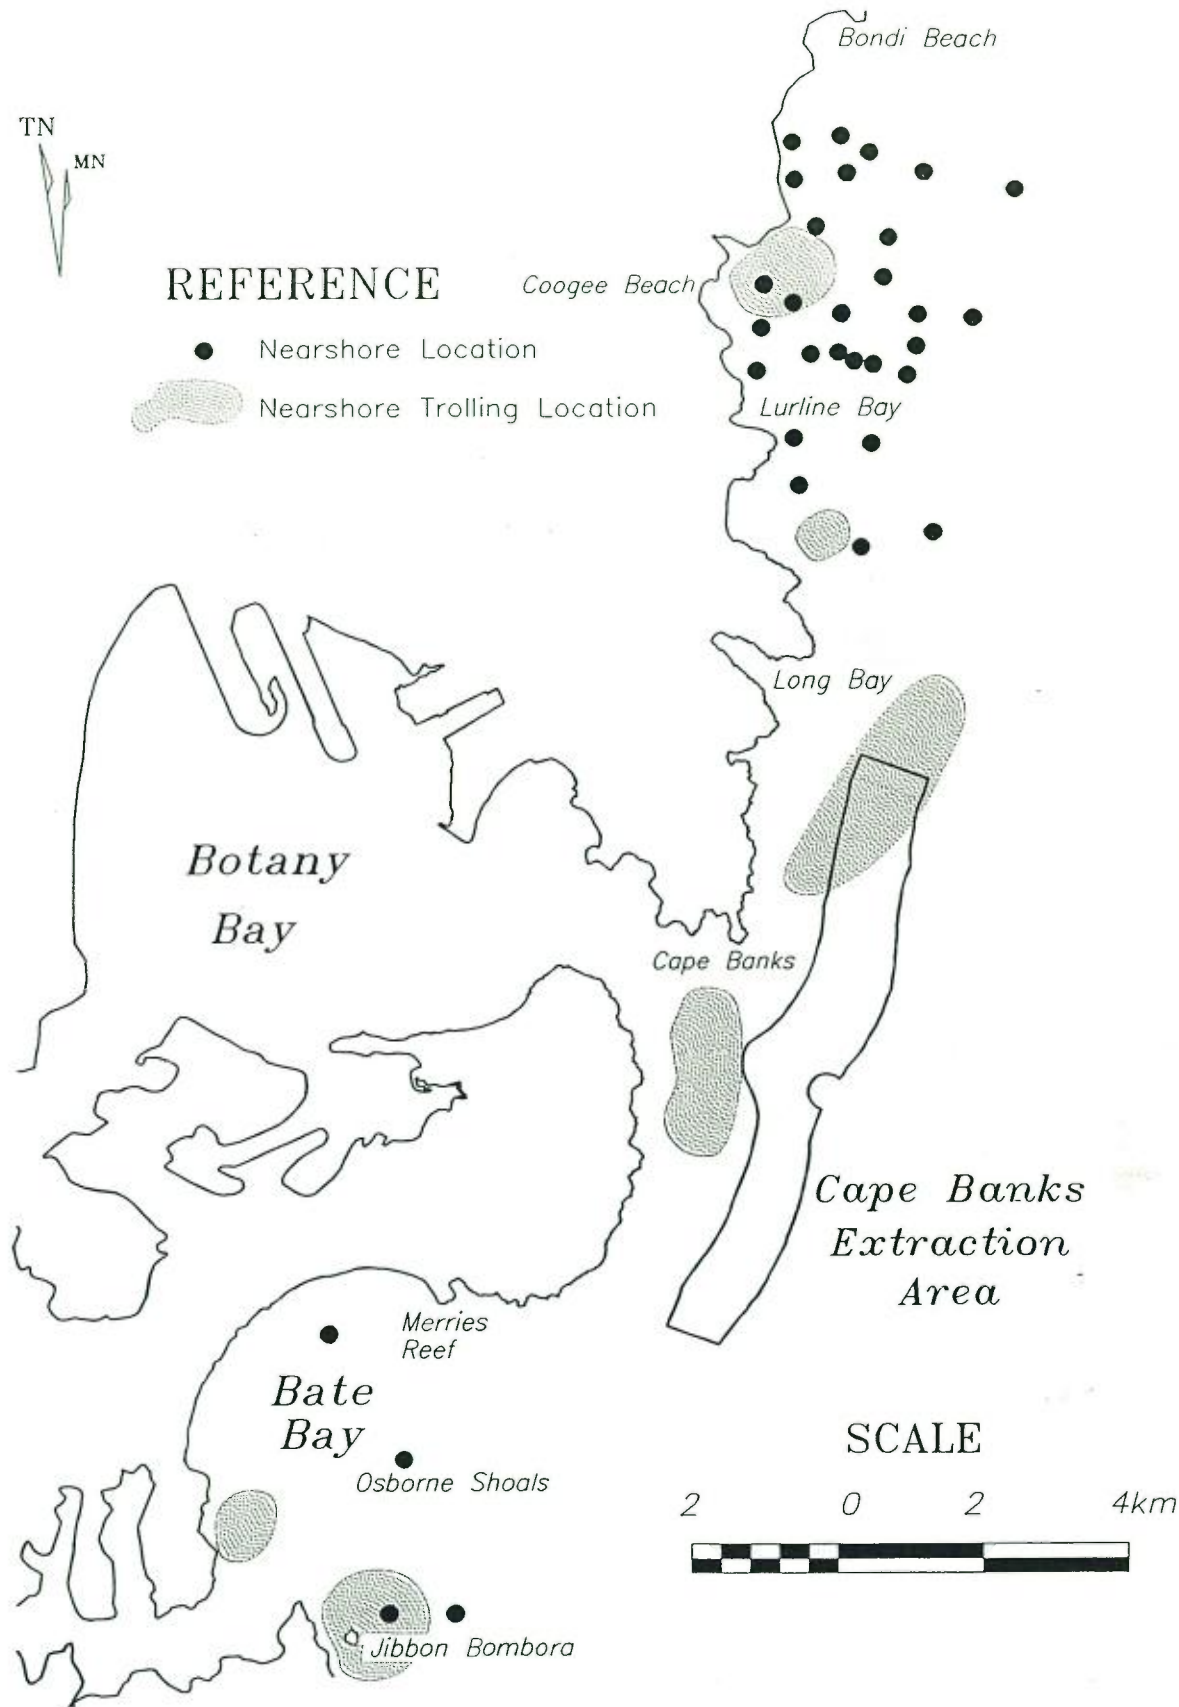 Bondi Beach
TN
MN
REFERENCE
Coogee Beach
Nearshore Location
Nearshore Trolling Location
Lurline Bay
Long Bay
Botany
Bay
Cape Banks
Cape Banks
Extraction
Area
Merries
Reef
Bate
Bay
SCALE
Osborne Shoals
2 0 2 4km
Jibbon Bombora